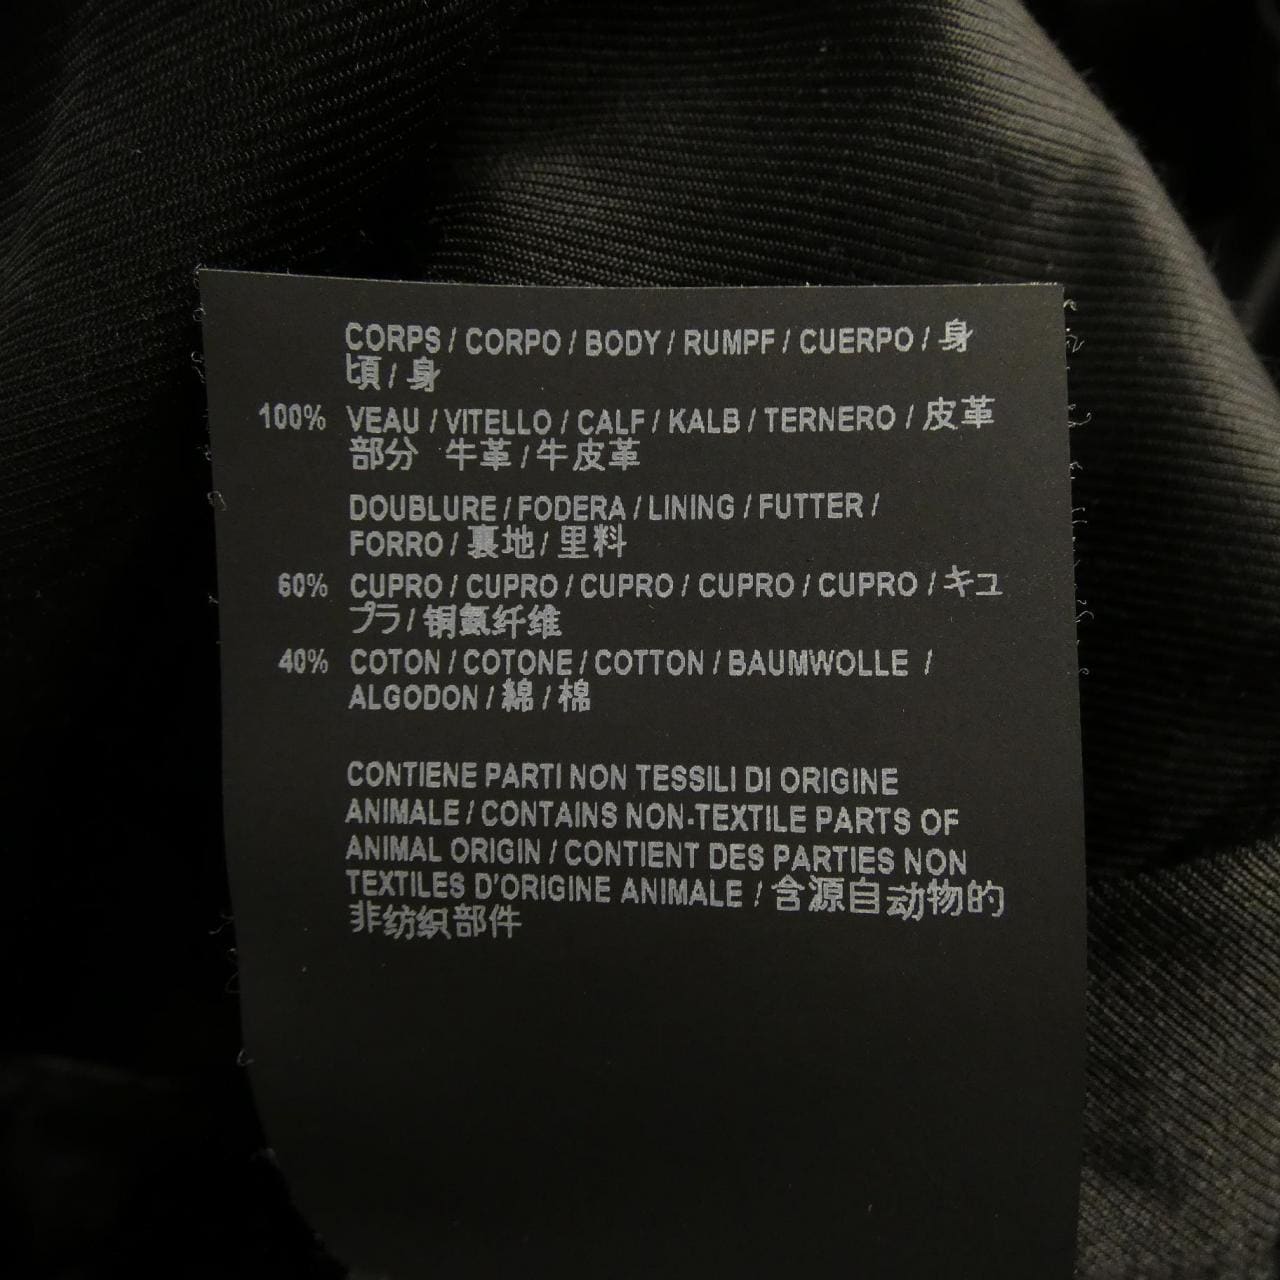 CORPS / CORPO / BODY / RUMPF / CUERPO / 身
頃 / 身
100% VEAU / VITELLO / CALF / KALB / TERNERO / 皮革
部分 牛革 / 牛皮革
DOUBLURE / FODERA / LINING / FUTTER /
FORRO / 裏地 / 里料
60% CUPRO / CUPRO / CUPRO / CUPRO / CUPRO / キュ
プラ / 铜氨纤维
40% COTON / COTONE / COTTON / BAUMWOLLE /
ALGODON / 綿 / 棉
CONTIENE PARTI NON TESSILI DI ORIGINE
ANIMALE / CONTAINS NON-TEXTILE PARTS OF
ANIMAL ORIGIN / CONTIENT DES PARTIES NON
TEXTILES D'ORIGINE ANIMALE / 含源自动物的
非纺织部件